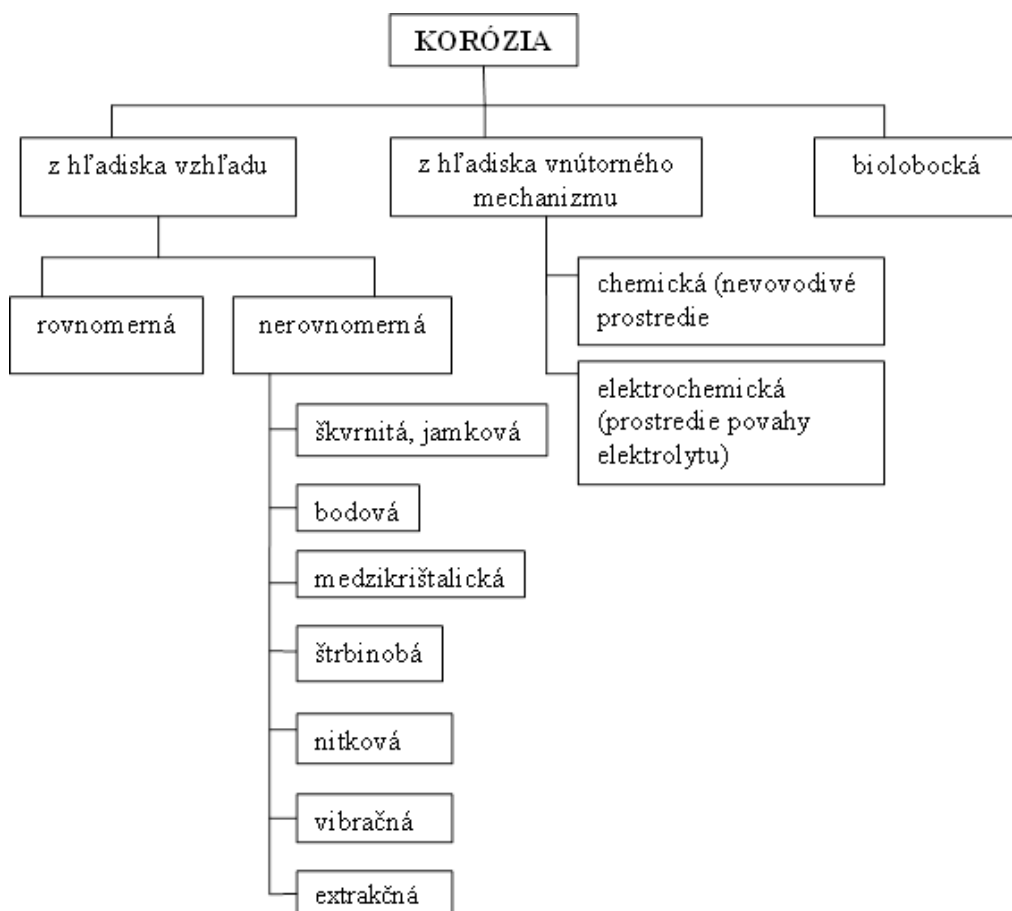 KORÓZIA
z hľadiska vzhľadu
z hľadiska vnútorného
mechanizmu
biolobocká
rovnomerná
nerovnomerná
chemická (nevovodivé
prostredie
elektrochemická
(prostredie povahy
elektrolytu)
škvrnitá, jamková
bodová
medzikrištalická
štrbinobá
nitková
vibračná
extrakčná